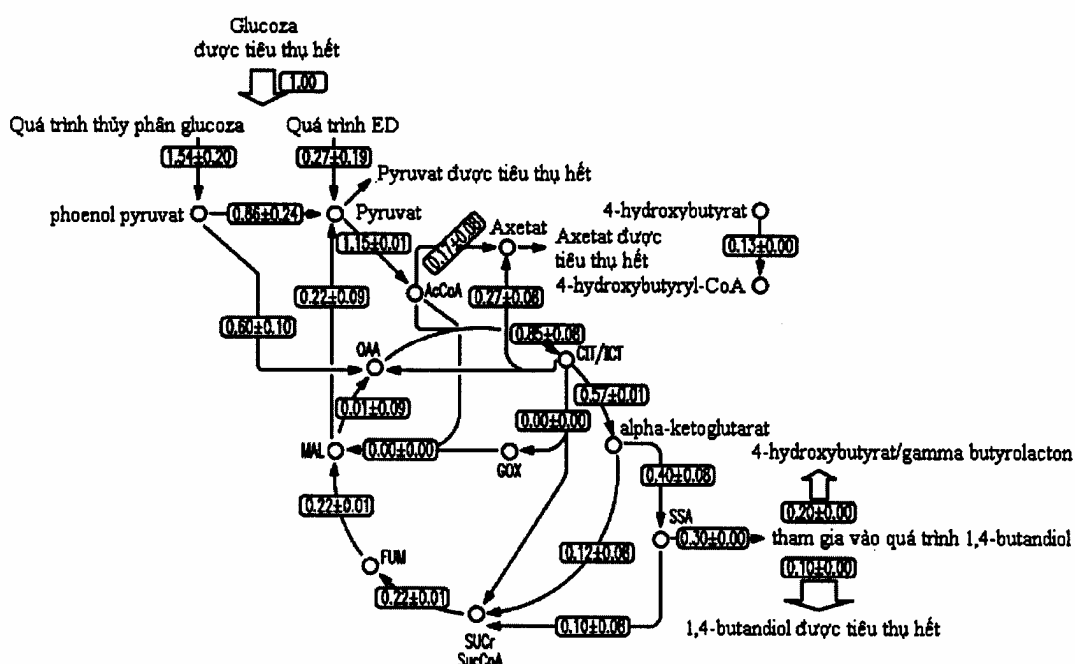 Glucoza
được tiêu thụ hết
1.00
Quá trình thủy phân glucoza
Quá trình ED
1.54±0.20
0.27±0.19
Pyruvat được tiêu thụ hết
phoenol pyruvat
0.86±0.24
Pyruvat
1.15±0.01
0.17±0.08
Axetat
Axetat được
tiêu thụ hết
4-hydroxybutyrat
0.13±0.00
4-hydroxybutyryl-CoA
AcCoA
0.22±0.09
0.27±0.08
0.60±0.10
0.85±0.08
OAA
CIT/ICT
0.57±0.01
0.01±0.09
0.00±0.00
alpha-ketoglutarat
MAL
0.00±0.00
GOX
4-hydroxybutyrat/gamma butyrolacton
0.40±0.08
0.20±0.00
0.22±0.01
SSA
0.30±0.00
tham gia vào quá trình 1,4-butandiol
0.12±0.08
0.10±0.00
FUM
0.22±0.01
0.10±0.08
1,4-butandiol được tiêu thụ hết
SUCr
SucCoA